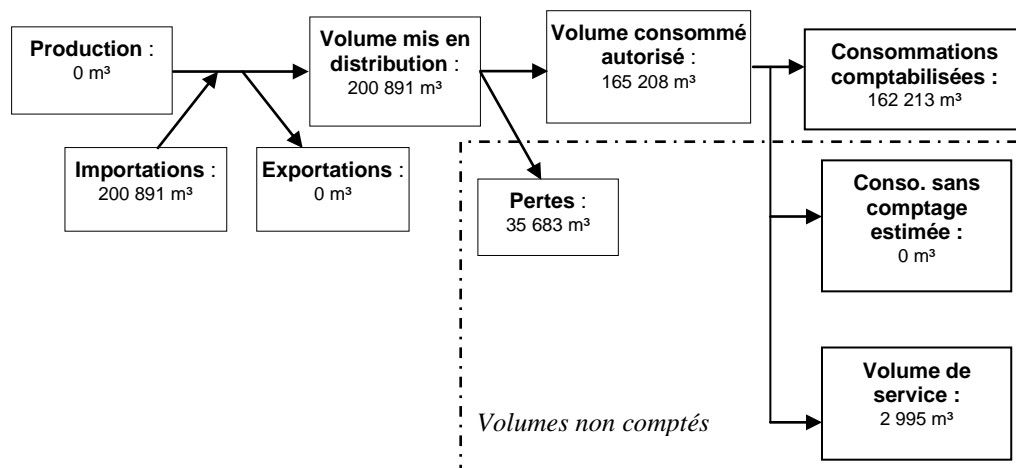 Production :
0 m³
Volume mis en
distribution :
200 891 m³
Volume consommé
autorisé :
165 208 m³
Consommations
comptabilisées :
162 213 m³
Importations :
200 891 m³
Exportations :
0 m³
Pertes :
35 683 m³
Conso. sans
comptage
estimée :
0 m³
Volume de
service :
2 995 m³
Volumes non comptés